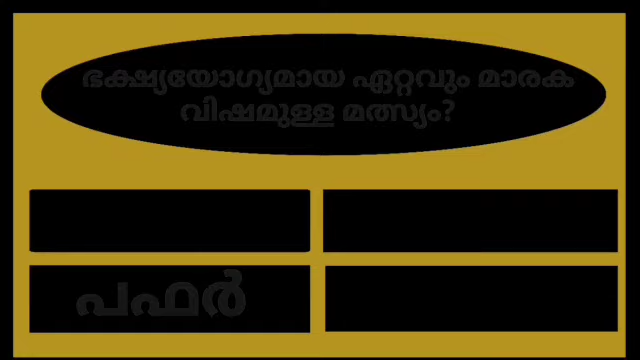 ഭക്ഷ്യയോഗ്യമായ ഏറ്റവും മാരക
വിഷമുള്ള മത്സ്യം?
പഫർ